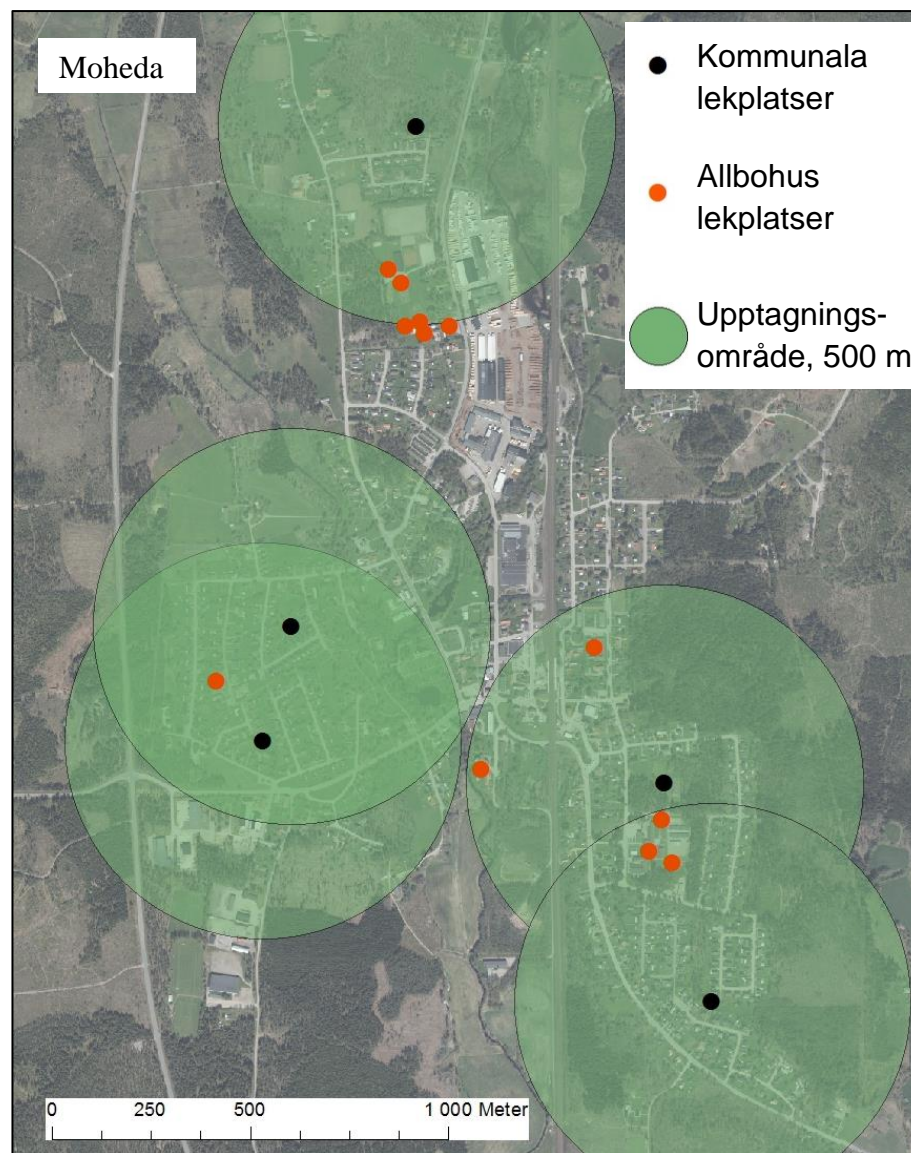 Moheda
Kommunala
lekplatser
Allbohus
lekplatser
Upptagnings-
område, 500 m
0 250 500 1 000 Meter